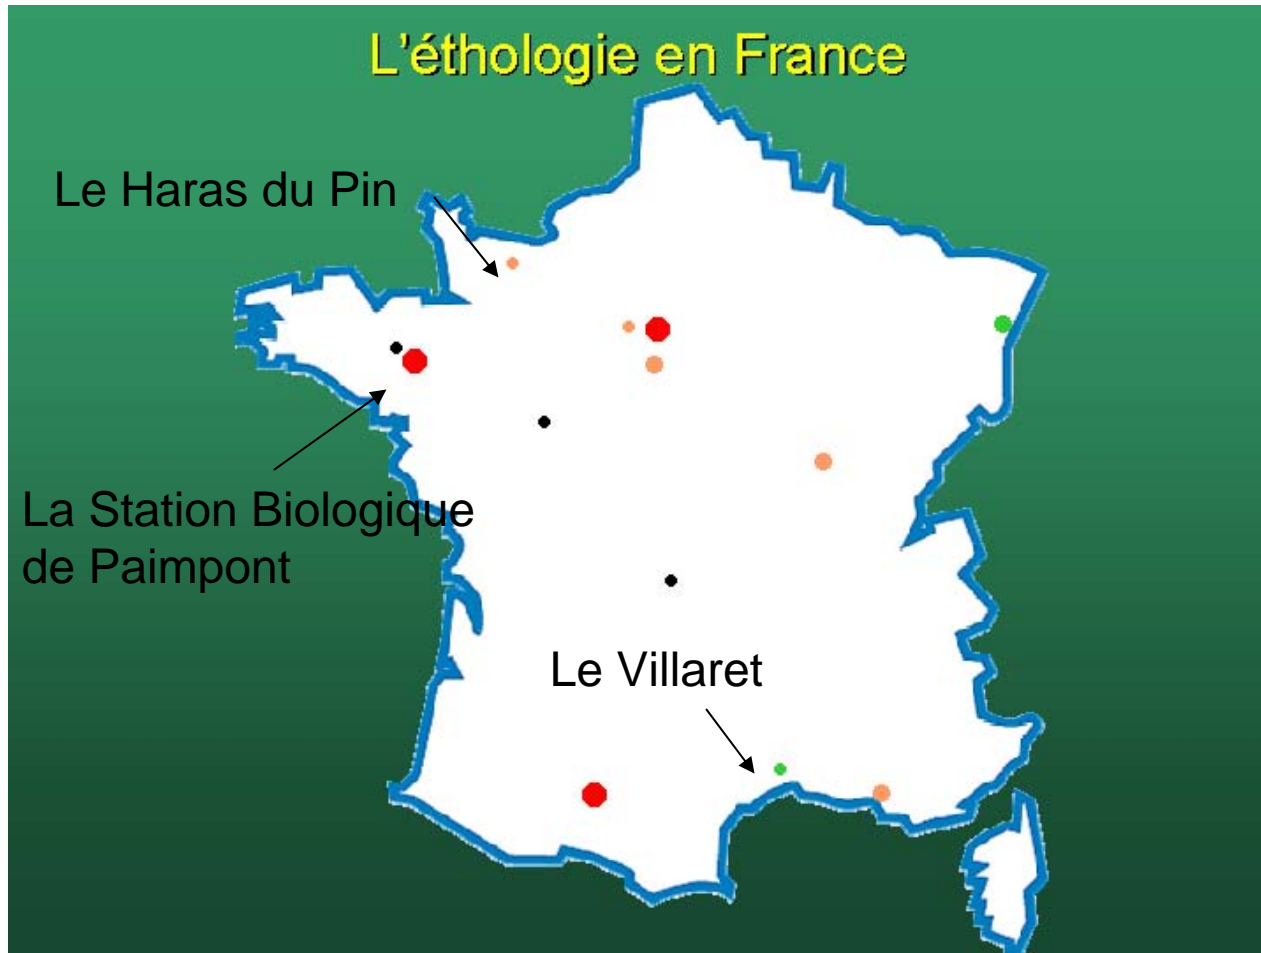 L'éthologie en France
Le Haras du Pin
La Station Biologique
de Paimpont
Le Villaret